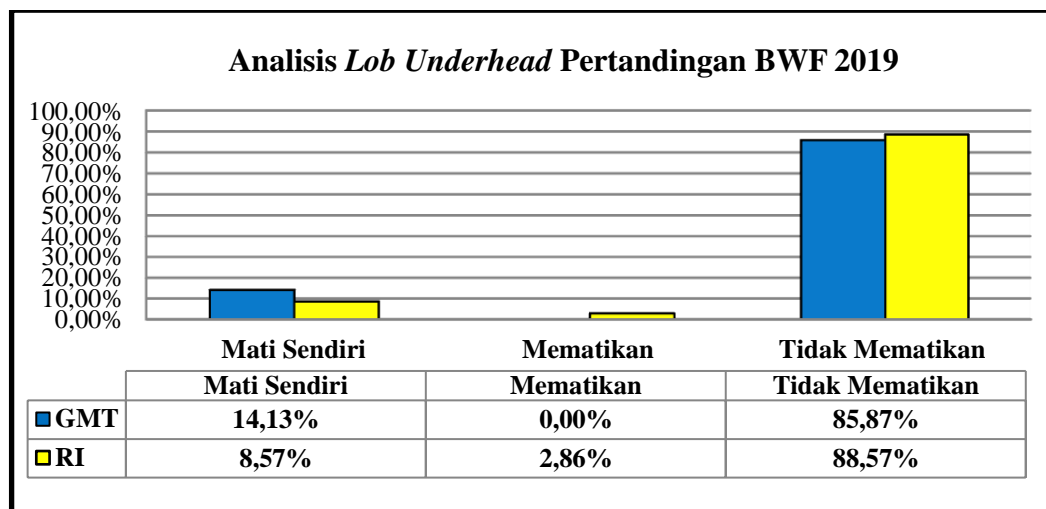 Analisis Lob Underhead Pertandingan BWF 2019
100,00%
90,00%
80,00%
70,00%
60,00%
50,00%
40,00%
30,00%
20,00%
10,00%
0,00%
Mati Sendiri Mematikan Tidak Mematikan
Mati Sendiri Mematikan Tidak Mematikan
GMT 14,13% 0,00% 85,87%
RI 8,57% 2,86% 88,57%